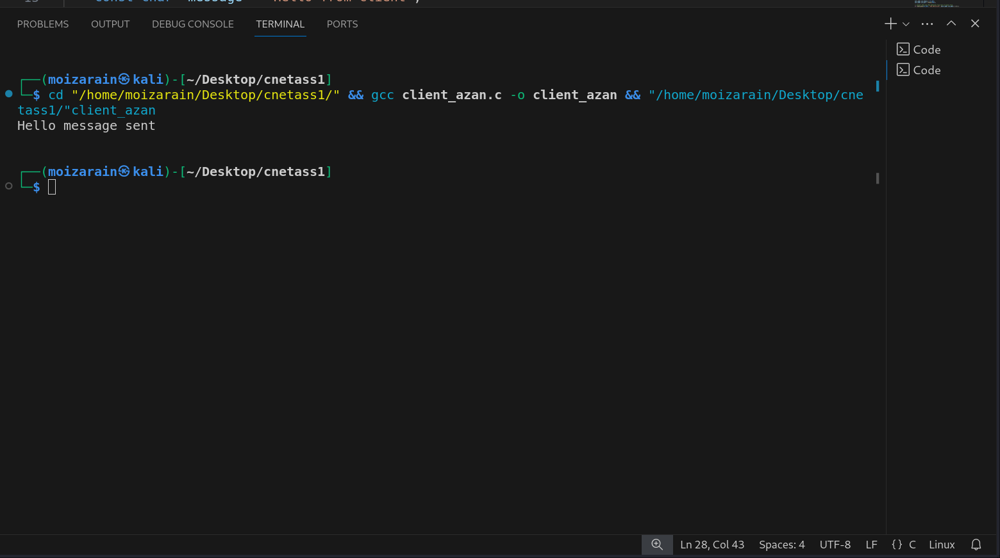 PROBLEMS OUTPUT DEBUG CONSOLE TERMINAL PORTS
Code
Code
┌──(moizarain㉿kali)-[~/Desktop/cnetass1]
└─$ cd "/home/moizarain/Desktop/cnetass1/" && gcc client_azan.c -o client_azan && "/home/moizarain/Desktop/cne
tass1/"client_azan
Hello message sent
┌──(moizarain㉿kali)-[~/Desktop/cnetass1]
└─$
Ln 28, Col 43 Spaces: 4 UTF-8 LF {} C Linux